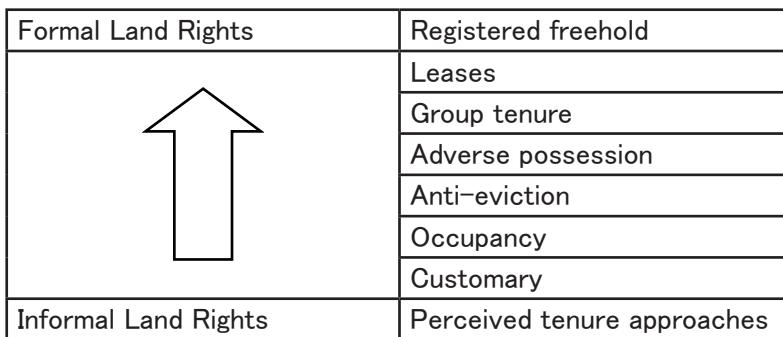 Formal Land Rights Registered freehold
Leases
Group tenure
Adverse possession
Anti-eviction
Occupancy
Customary
Informal Land Rights Perceived tenure approaches